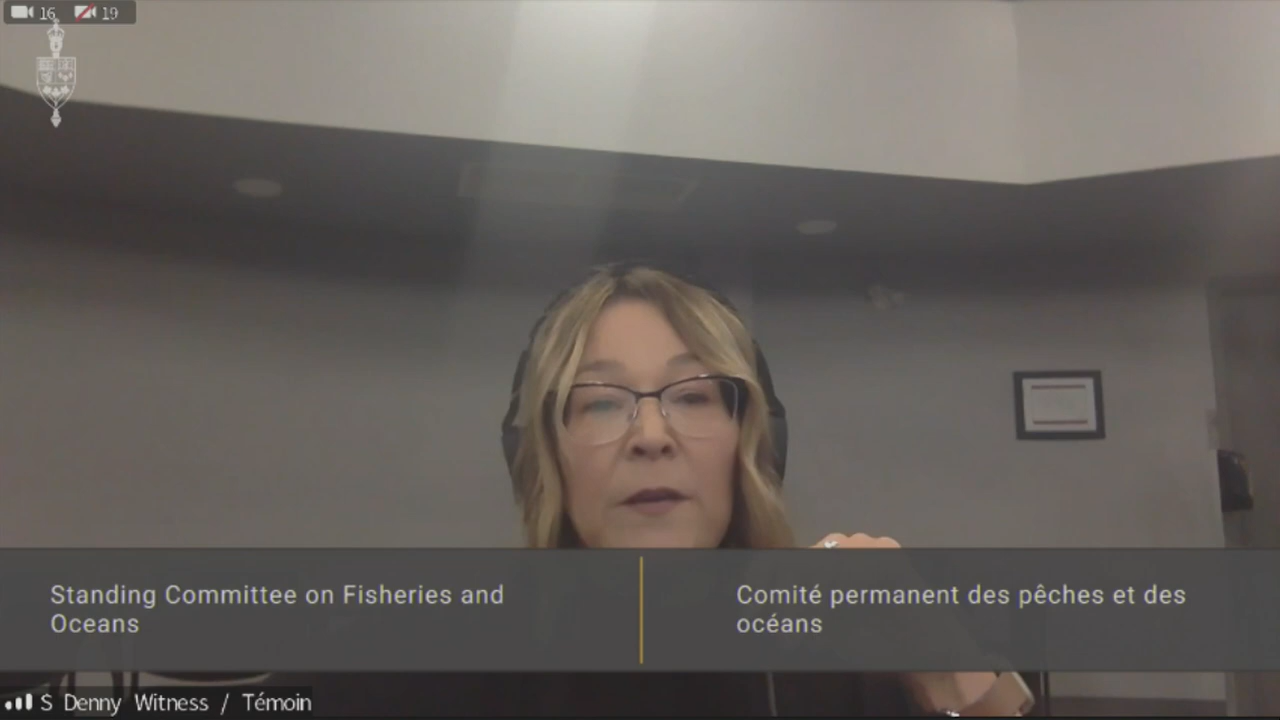 16 19
Standing Committee on Fisheries and
Oceans
Comité permanent des pêches et des
océans
S Denny Witness / Témoin